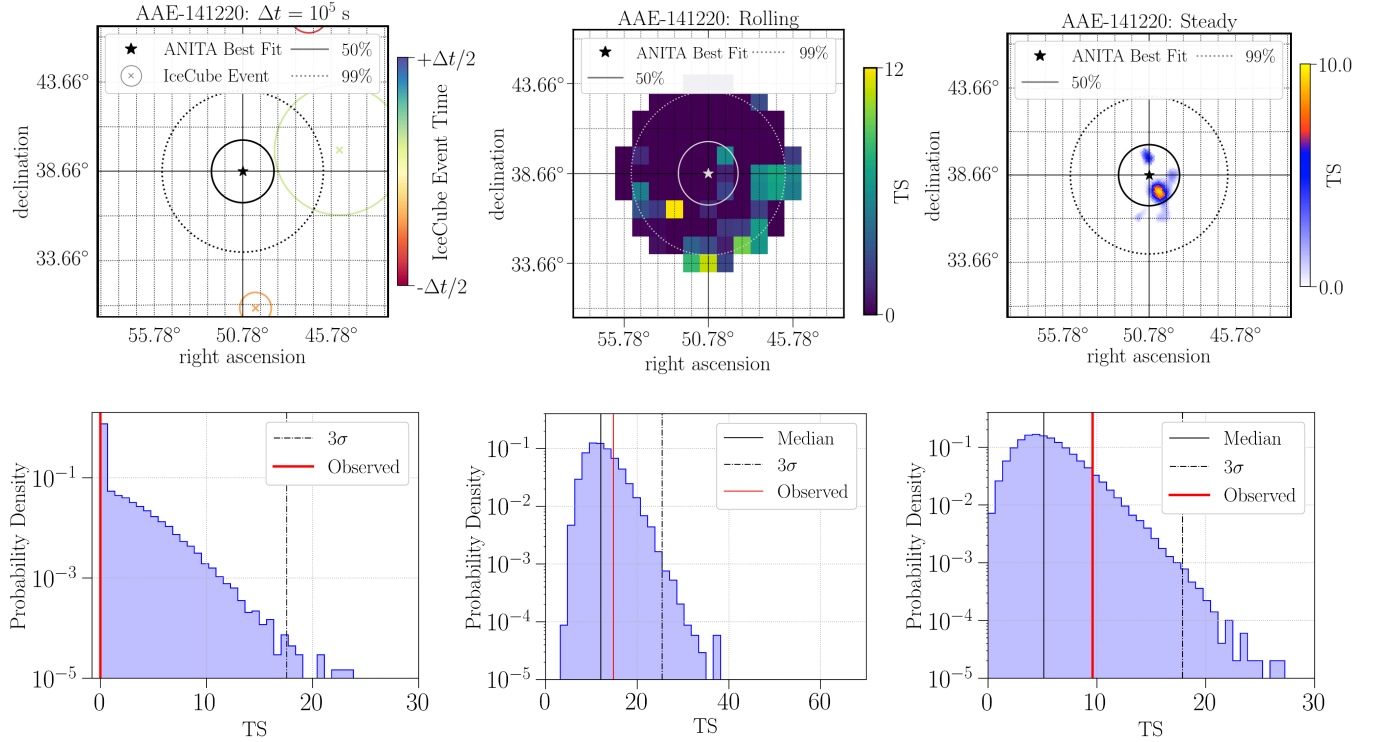 AAE-141220: Δt = 10⁵ s
ANITA Best Fit
50%
IceCube Event
99%
43.66°
38.66°
33.66°
declination
55.78° 50.78° 45.78°
right ascension
+Δt/2
-Δt/2
IceCube Event Time
AAE-141220: Rolling
ANITA Best Fit
99%
50%
43.66°
38.66°
33.66°
declination
55.78° 50.78° 45.78°
right ascension
12
0
TS
AAE-141220: Steady
ANITA Best Fit
99%
50%
43.66°
38.66°
33.66°
declination
55.78° 50.78° 45.78°
right ascension
10.0
0.0
TS
3σ
Observed
10⁻¹
10⁻³
10⁻⁵
Probability Density
0 10 20 30
TS
Median
3σ
Observed
10⁻¹
10⁻²
10⁻³
10⁻⁴
10⁻⁵
Probability Density
0 20 40 60
TS
Median
3σ
Observed
10⁻¹
10⁻²
10⁻³
10⁻⁴
10⁻⁵
Probability Density
0 10 20 30
TS